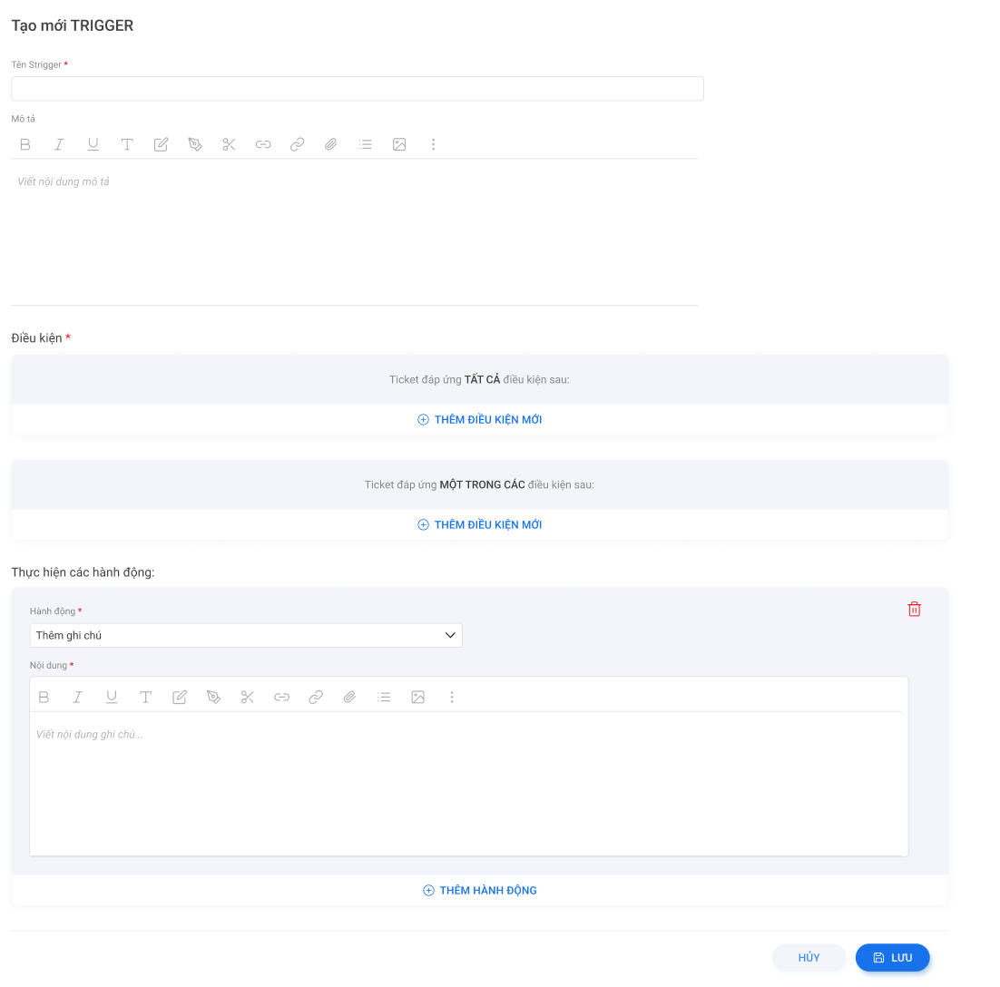 Tạo mới TRIGGER
Tên Strigger *
Mô tả
Viết nội dung mô tả
Điều kiện *
Ticket đáp ứng TẤT CẢ điều kiện sau:
THÊM ĐIỀU KIỆN MỚI
Ticket đáp ứng MỘT TRONG CÁC điều kiện sau:
THÊM ĐIỀU KIỆN MỚI
Thực hiện các hành động:
Hành động *
Thêm ghi chú
Nội dung *
Viết nội dung ghi chú...
THÊM HÀNH ĐỘNG
HỦY LƯU